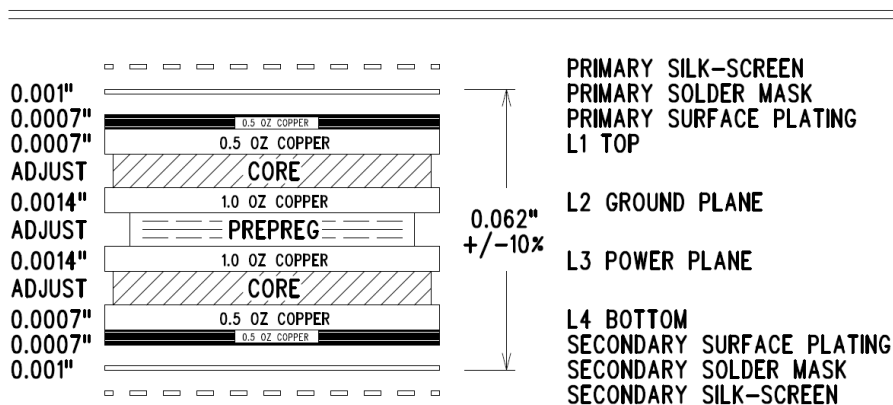 PRIMARY SILK-SCREEN
0.001" PRIMARY SOLDER MASK
0.0007" 0.5 OZ COPPER PRIMARY SURFACE PLATING
0.0007" 0.5 OZ COPPER L1 TOP
ADJUST CORE
0.0014" 1.0 OZ COPPER L2 GROUND PLANE
0.062"
ADJUST PREPREG
+/-10%
0.0014" 1.0 OZ COPPER L3 POWER PLANE
ADJUST CORE
0.0007" 0.5 OZ COPPER L4 BOTTOM
0.0007" 0.5 OZ COPPER SECONDARY SURFACE PLATING
0.001" SECONDARY SOLDER MASK
SECONDARY SILK-SCREEN